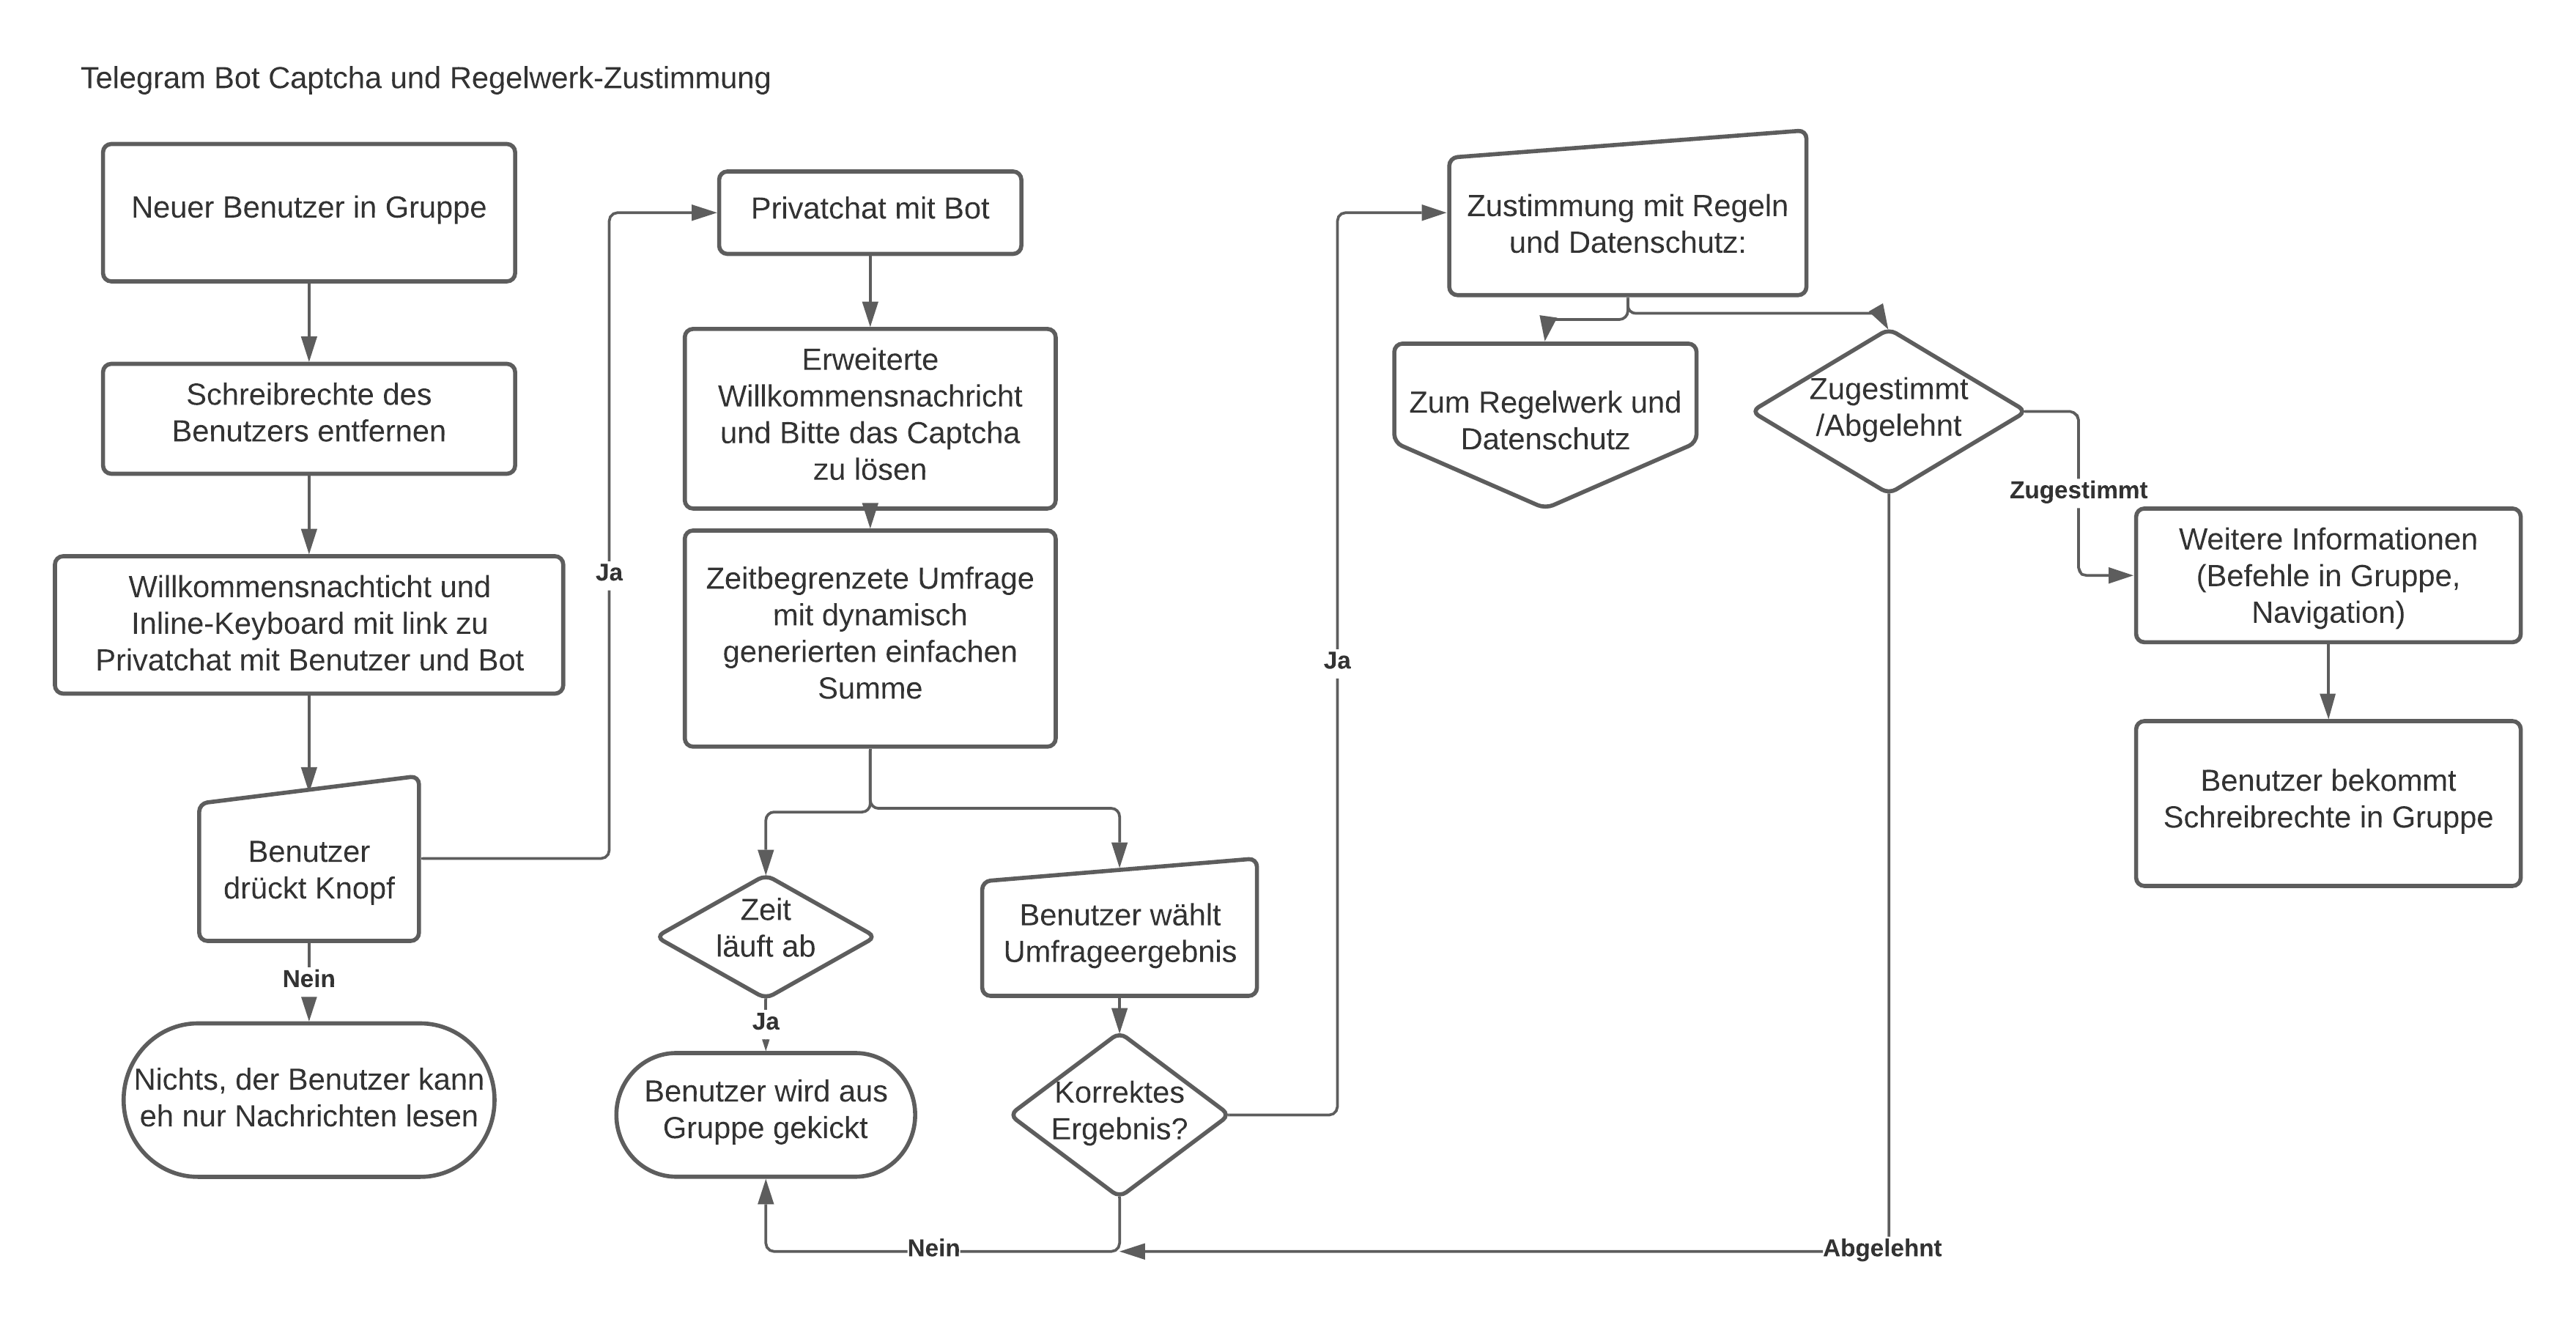 Telegram Bot Captcha und Regelwerk-Zustimmung
Neuer Benutzer in Gruppe
Schreibrechte des
Benutzers entfernen
Willkommensnachticht und
Inline-Keyboard mit link zu
Privatchat mit Benutzer und Bot
Benutzer
drückt Knopf
Nein
Nichts, der Benutzer kann
eh nur Nachrichten lesen
Ja
Privatchat mit Bot
Erweiterte
Willkommensnachricht
und Bitte das Captcha
zu lösen
Zeitbegrenzete Umfrage
mit dynamisch
generierten einfachen
Summe
Zeit
läuft ab
Ja
Benutzer wird aus
Gruppe gekickt
Benutzer wählt
Umfrageergebnis
Korrektes
Ergebnis?
Nein
Ja
Zustimmung mit Regeln
und Datenschutz:
Zum Regelwerk und
Datenschutz
Zugestimmt
/Abgelehnt
Abgelehnt
Zugestimmt
Weitere Informationen
(Befehle in Gruppe,
Navigation)
Benutzer bekommt
Schreibrechte in Gruppe